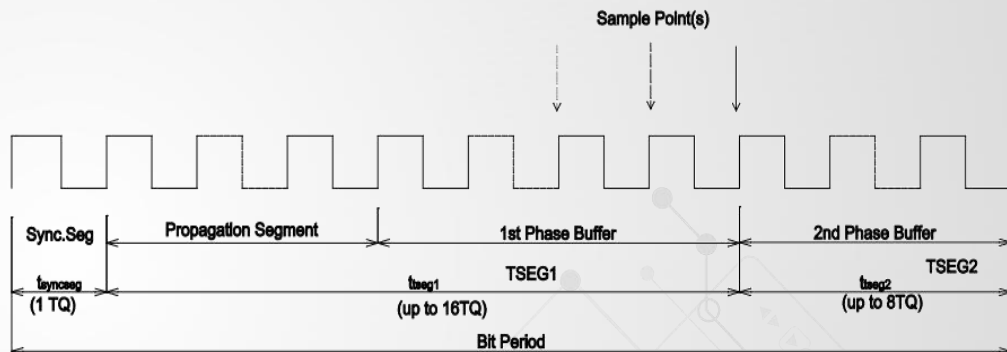 Sample Point(s)
Sync.Seg
Propagation Segment
1st Phase Buffer
2nd Phase Buffer
TSEG1
TSEG2
tsyncseg
ttseg1
ttseg2
(1 TQ)
(up to 16TQ)
(up to 8TQ)
Bit Period